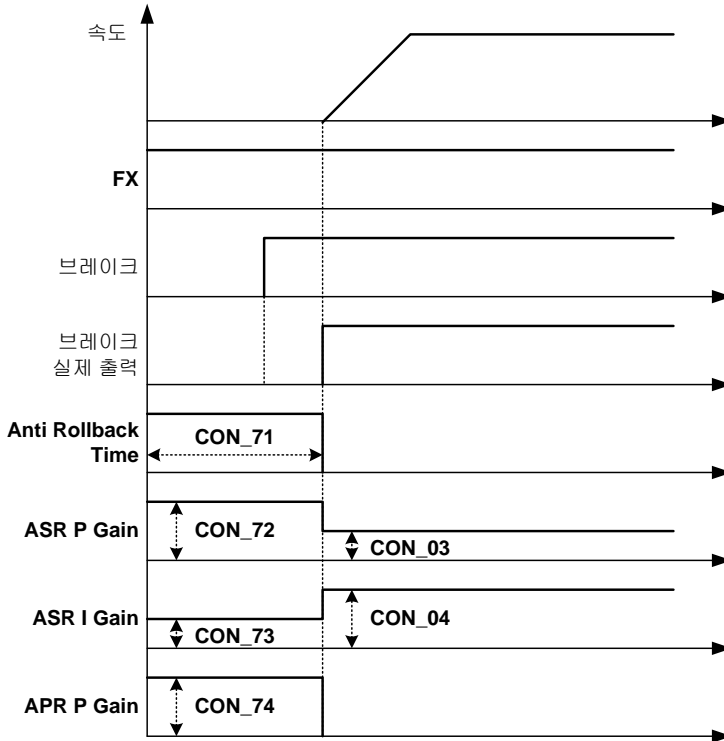 속도
FX
브레이크
브레이크
실제 출력
Anti Rollback
Time
CON_71
ASR P Gain
CON_72
CON_03
ASR I Gain
CON_73
CON_04
APR P Gain
CON_74